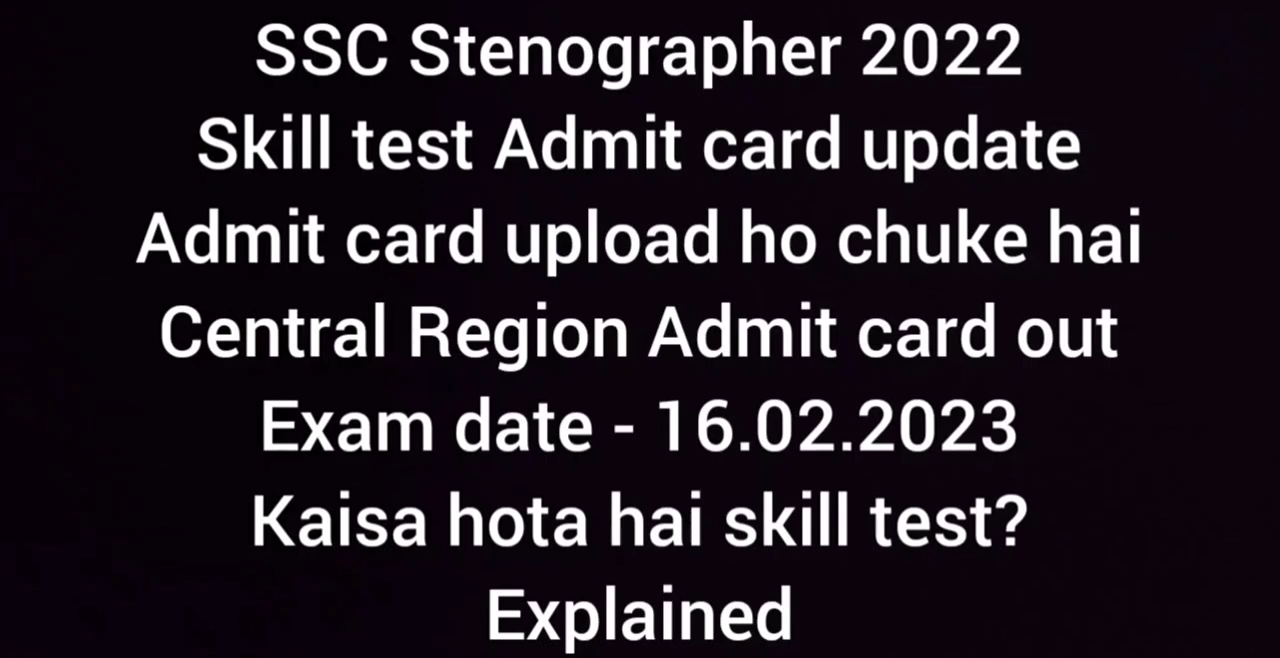 SSC Stenographer 2022
Skill test Admit card update
Admit card upload ho chuke hai
Central Region Admit card out
Exam date - 16.02.2023
Kaisa hota hai skill test?
Explained